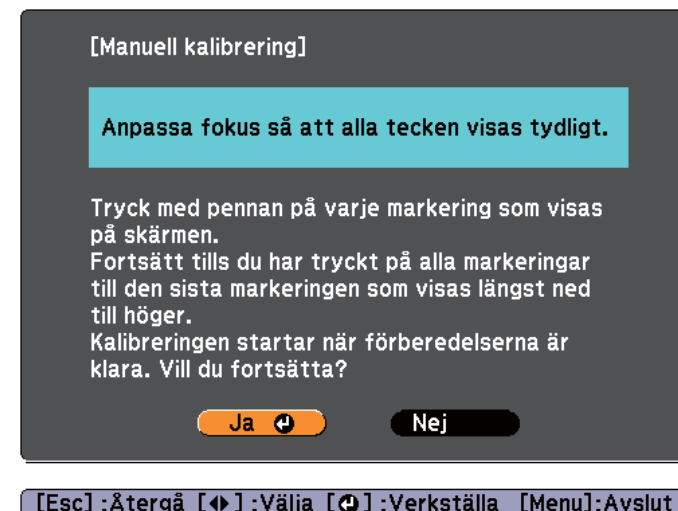 [Manuell kalibrering]
Anpassa fokus så att alla tecken visas tydligt.
Tryck med pennan på varje markering som visas
på skärmen.
Fortsätt tills du har tryckt på alla markeringar
till den sista markeringen som visas längst ned
till höger.
Kalibreringen startar när förberedelserna är
klara. Vill du fortsätta?
Ja Nej
[Esc] :Återgå [◆] :Välja [⏎] :Verkställa [Menu]:Avslut